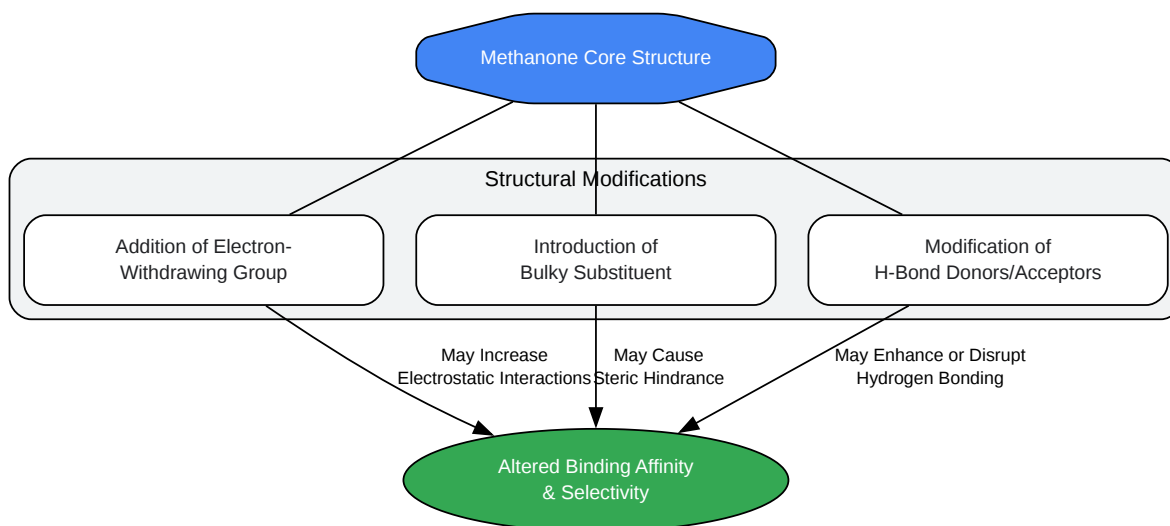 Methanone Core Structure
Structural Modifications
Addition of Electron-
Withdrawing Group
Introduction of
Bulky Substituent
Modification of
H-Bond Donors/Acceptors
May Increase
Electrostatic Interactions
May Cause
Steric Hindrance
May Enhance or Disrupt
Hydrogen Bonding
Altered Binding Affinity
& Selectivity